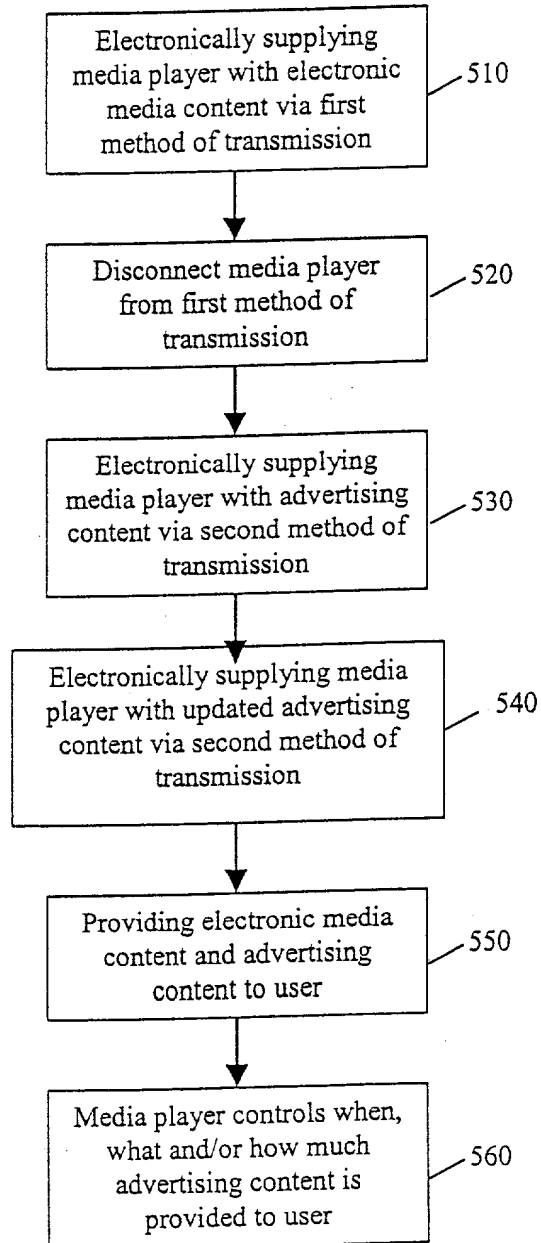 Electronically supplying
media player with electronic
media content via first
method of transmission
510
Disconnect media player
from first method of
transmission
520
Electronically supplying
media player with advertising
content via second method of
transmission
530
Electronically supplying media
player with updated advertising
content via second method of
transmission
540
Providing electronic media
content and advertising
content to user
550
Media player controls when,
what and/or how much
advertising content is
provided to user
560